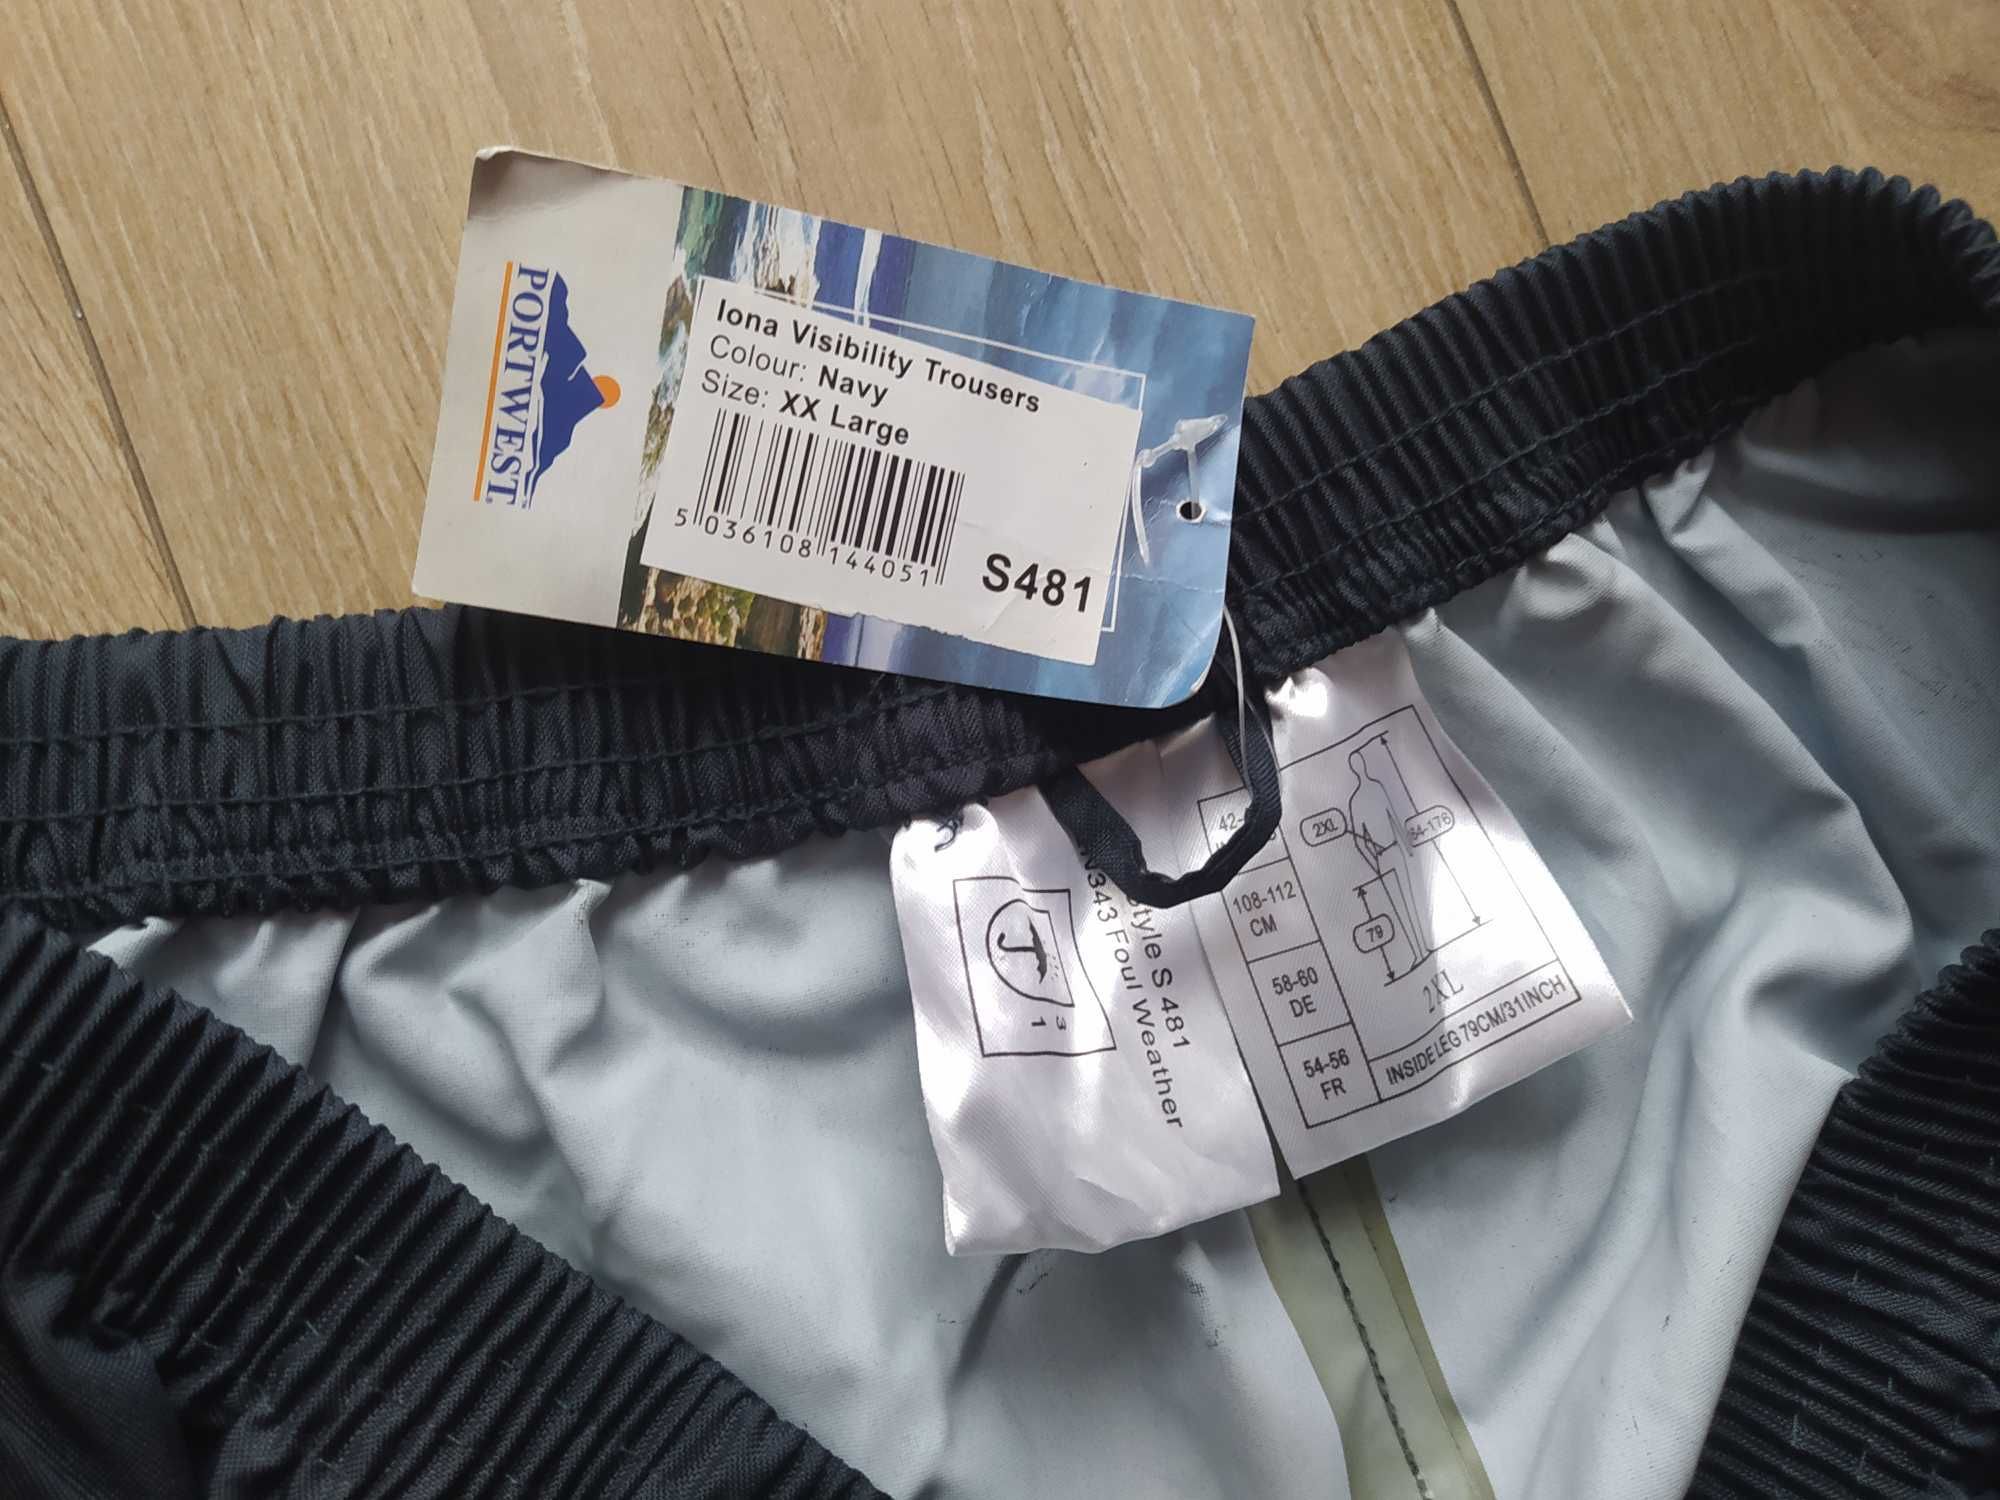 PORTWEST
Iona Visibility Trousers
Colour: Navy
Size: XX Large
5 036108 144051
S481
3
1
Style S 481
N343 Foul Weather
108-112
CM
58-60
DE
54-56
FR
2XL
79
2XL
INSIDE LEG 79CM/31INCH